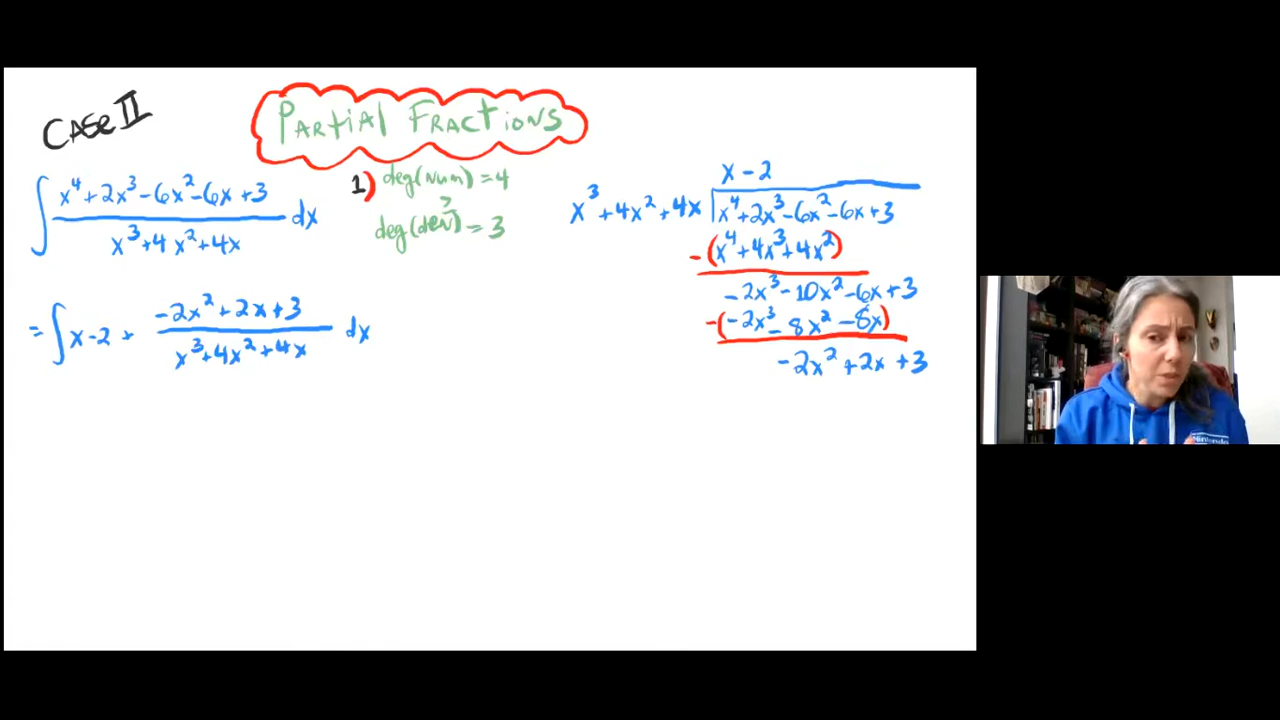 CASE II
PARTIAL FRACTIONS
∫ (x⁴+2x³-6x²-6x+3)/(x³+4x²+4x) dx
1) deg(Num) = 4
deg(deN) = 3
x-2
x³+4x²+4x | x⁴+2x³-6x²-6x+3
-(x⁴+4x³+4x²)
-2x³-10x²-6x+3
-(-2x³-8x²-8x)
-2x²+2x+3
= ∫ x-2 + (-2x²+2x+3)/(x³+4x²+4x) dx
Nintendo